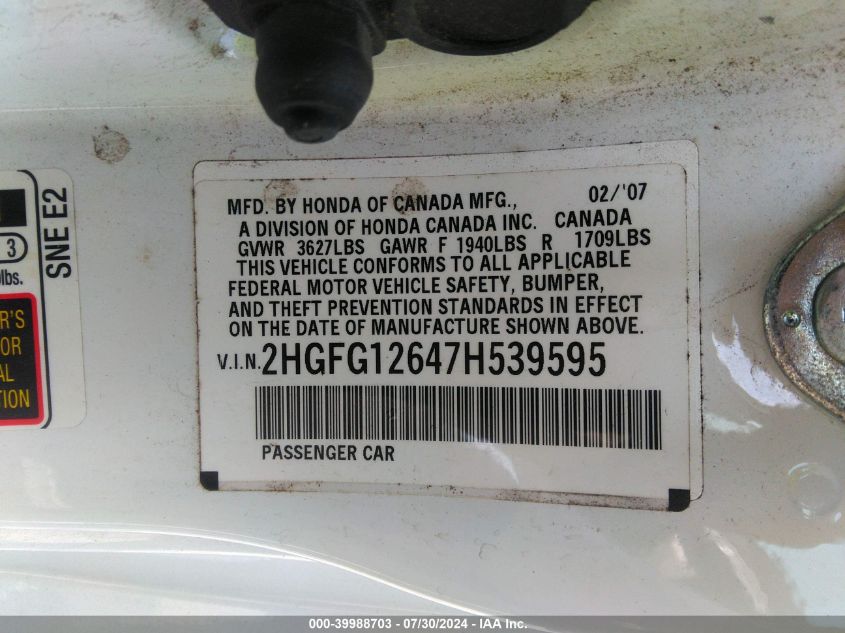 MFD. BY HONDA OF CANADA MFG., 02/'07
A DIVISION OF HONDA CANADA INC. CANADA
GVWR 3627LBS GAWR F 1940LBS R 1709LBS
THIS VEHICLE CONFORMS TO ALL APPLICABLE
FEDERAL MOTOR VEHICLE SAFETY, BUMPER,
AND THEFT PREVENTION STANDARDS IN EFFECT
ON THE DATE OF MANUFACTURE SHOWN ABOVE.
V.I.N. 2HGFG12647H539595
PASSENGER CAR
SNE E2
3
lbs.
000-39988703 - 07/30/2024 - IAA Inc.